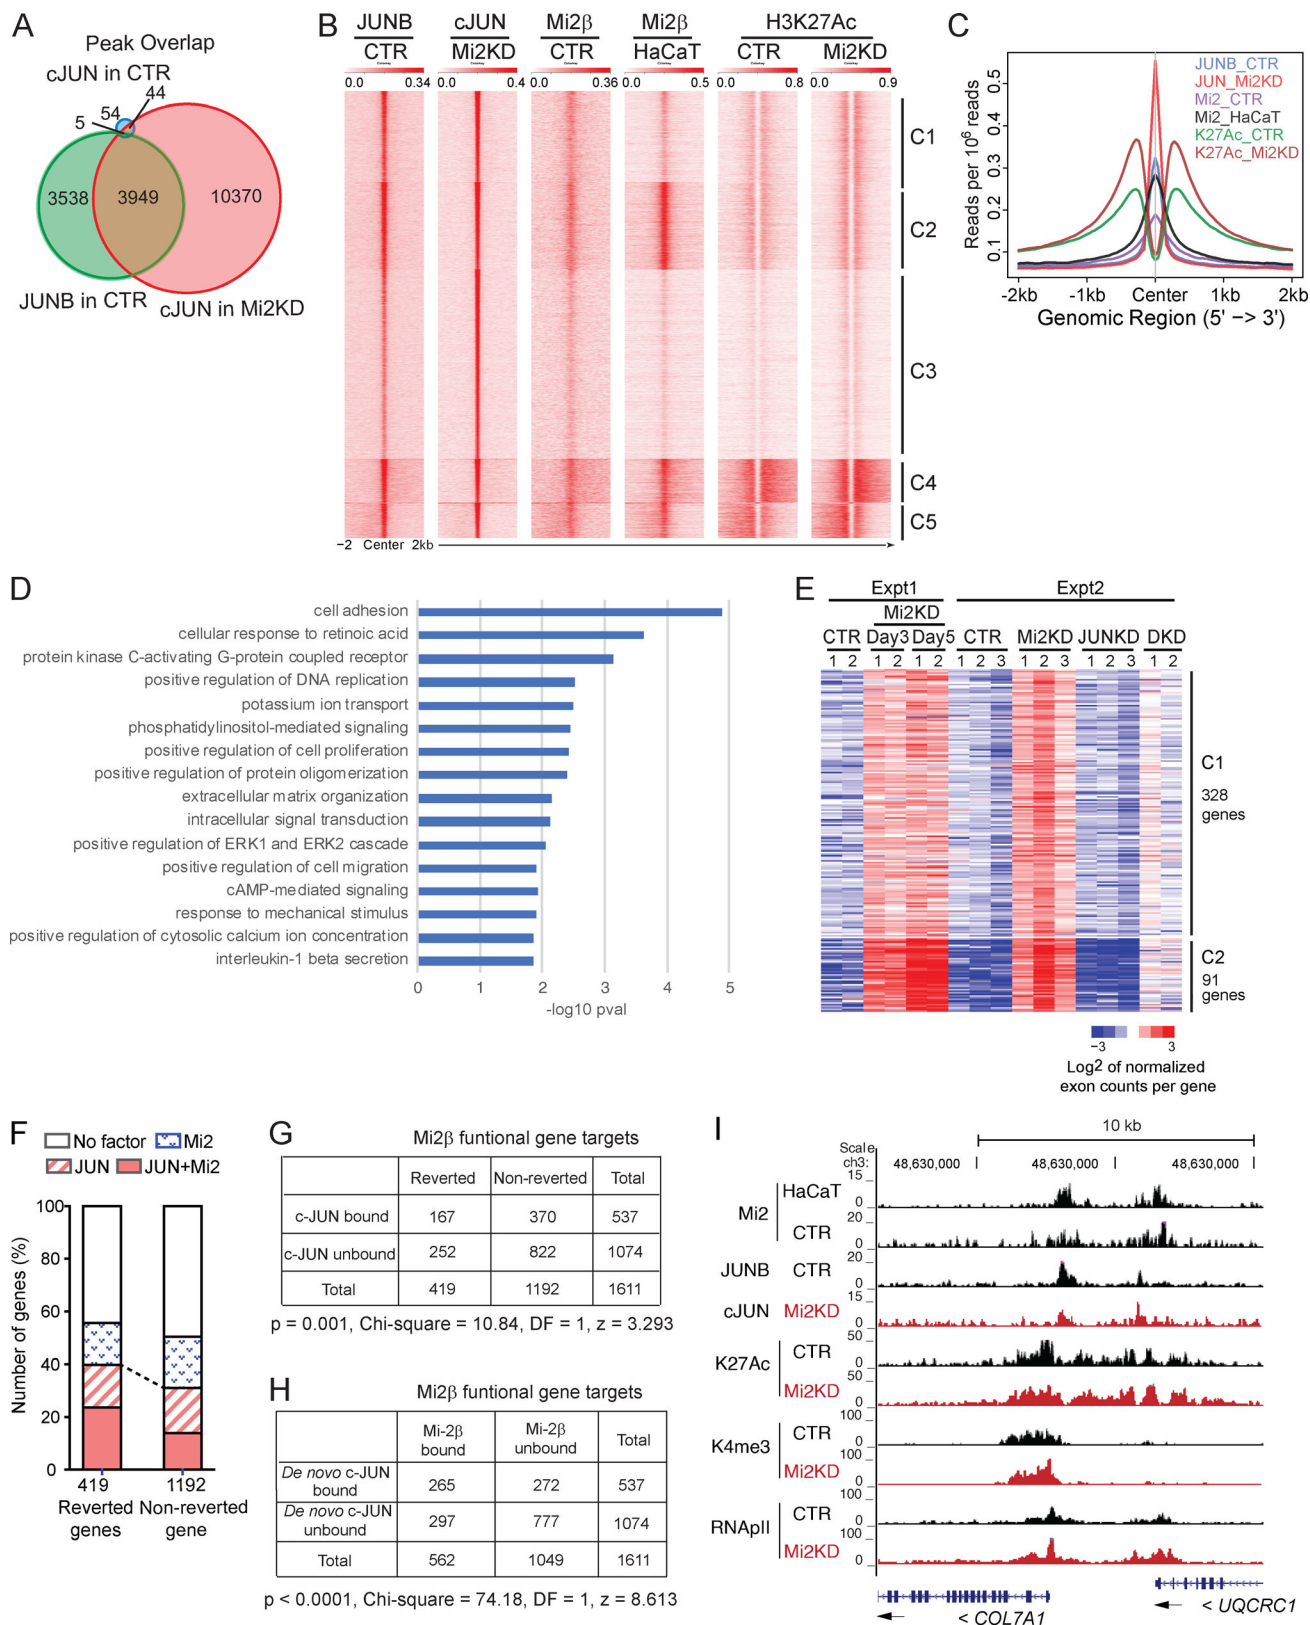 A
Peak Overlap
cJUN in CTR
44
54
5
3538
3949
10370
JUNB in CTR
cJUN in Mi2KD
B
JUNB cJUN Mi2β Mi2β H3K27Ac
CTR Mi2KD CTR HaCaT CTR Mi2KD
0.0 0.34 0.0 0.4 0.0 0.36 0.0 0.5 0.0 0.8 0.0 0.9
C1
C2
C3
C4
C5
−2 Center 2kb
C
JUNB_CTR
JUN_Mi2KD
Mi2_CTR
Mi2_HaCaT
K27Ac_CTR
K27Ac_Mi2KD
Reads per 10⁶ reads
0.5
0.4
0.3
0.2
0.1
-2kb -1kb Center 1kb 2kb
Genomic Region (5' −> 3')
D
cell adhesion
cellular response to retinoic acid
protein kinase C-activating G-protein coupled receptor
positive regulation of DNA replication
potassium ion transport
phosphatidylinositol-mediated signaling
positive regulation of cell proliferation
positive regulation of protein oligomerization
extracellular matrix organization
intracellular signal transduction
positive regulation of ERK1 and ERK2 cascade
positive regulation of cell migration
cAMP-mediated signaling
response to mechanical stimulus
positive regulation of cytosolic calcium ion concentration
interleukin-1 beta secretion
0 1 2 3 4 5
-log10 pval
E
Expt1 Expt2
Mi2KD
CTR Day3 Day5 CTR Mi2KD JUNKD DKD
1 2 1 2 1 2 1 2 3 1 2 3 1 2 3 1 2
C1
328
genes
C2
91
genes
−3 3
Log² of normalized
exon counts per gene
F
No factor Mi2
JUN JUN+Mi2
Number of genes (%)
100
80
60
40
20
0
419 1192
Reverted Non-reverted
genes gene
G
Mi2β funtional gene targets
Reverted Non-reverted Total
c-JUN bound 167 370 537
c-JUN unbound 252 822 1074
Total 419 1192 1611
p = 0.001, Chi-square = 10.84, DF = 1, z = 3.293
H
Mi2β funtional gene targets
Mi-2β bound Mi-2β unbound Total
De novo c-JUN bound 265 272 537
De novo c-JUN unbound 297 777 1074
Total 562 1049 1611
p < 0.0001, Chi-square = 74.18, DF = 1, z = 8.613
I
10 kb
Scale
chr3: 48,630,000 48,630,000 48,630,000
Mi2 HaCaT 15 0
CTR 20 0
JUNB CTR 20 0
cJUN Mi2KD 15 0
K27Ac CTR 50 0
Mi2KD 50 0
K4me3 CTR 100 0
Mi2KD 100 0
RNApII CTR 100 0
Mi2KD 100 0
< COL7A1
< UQCRC1